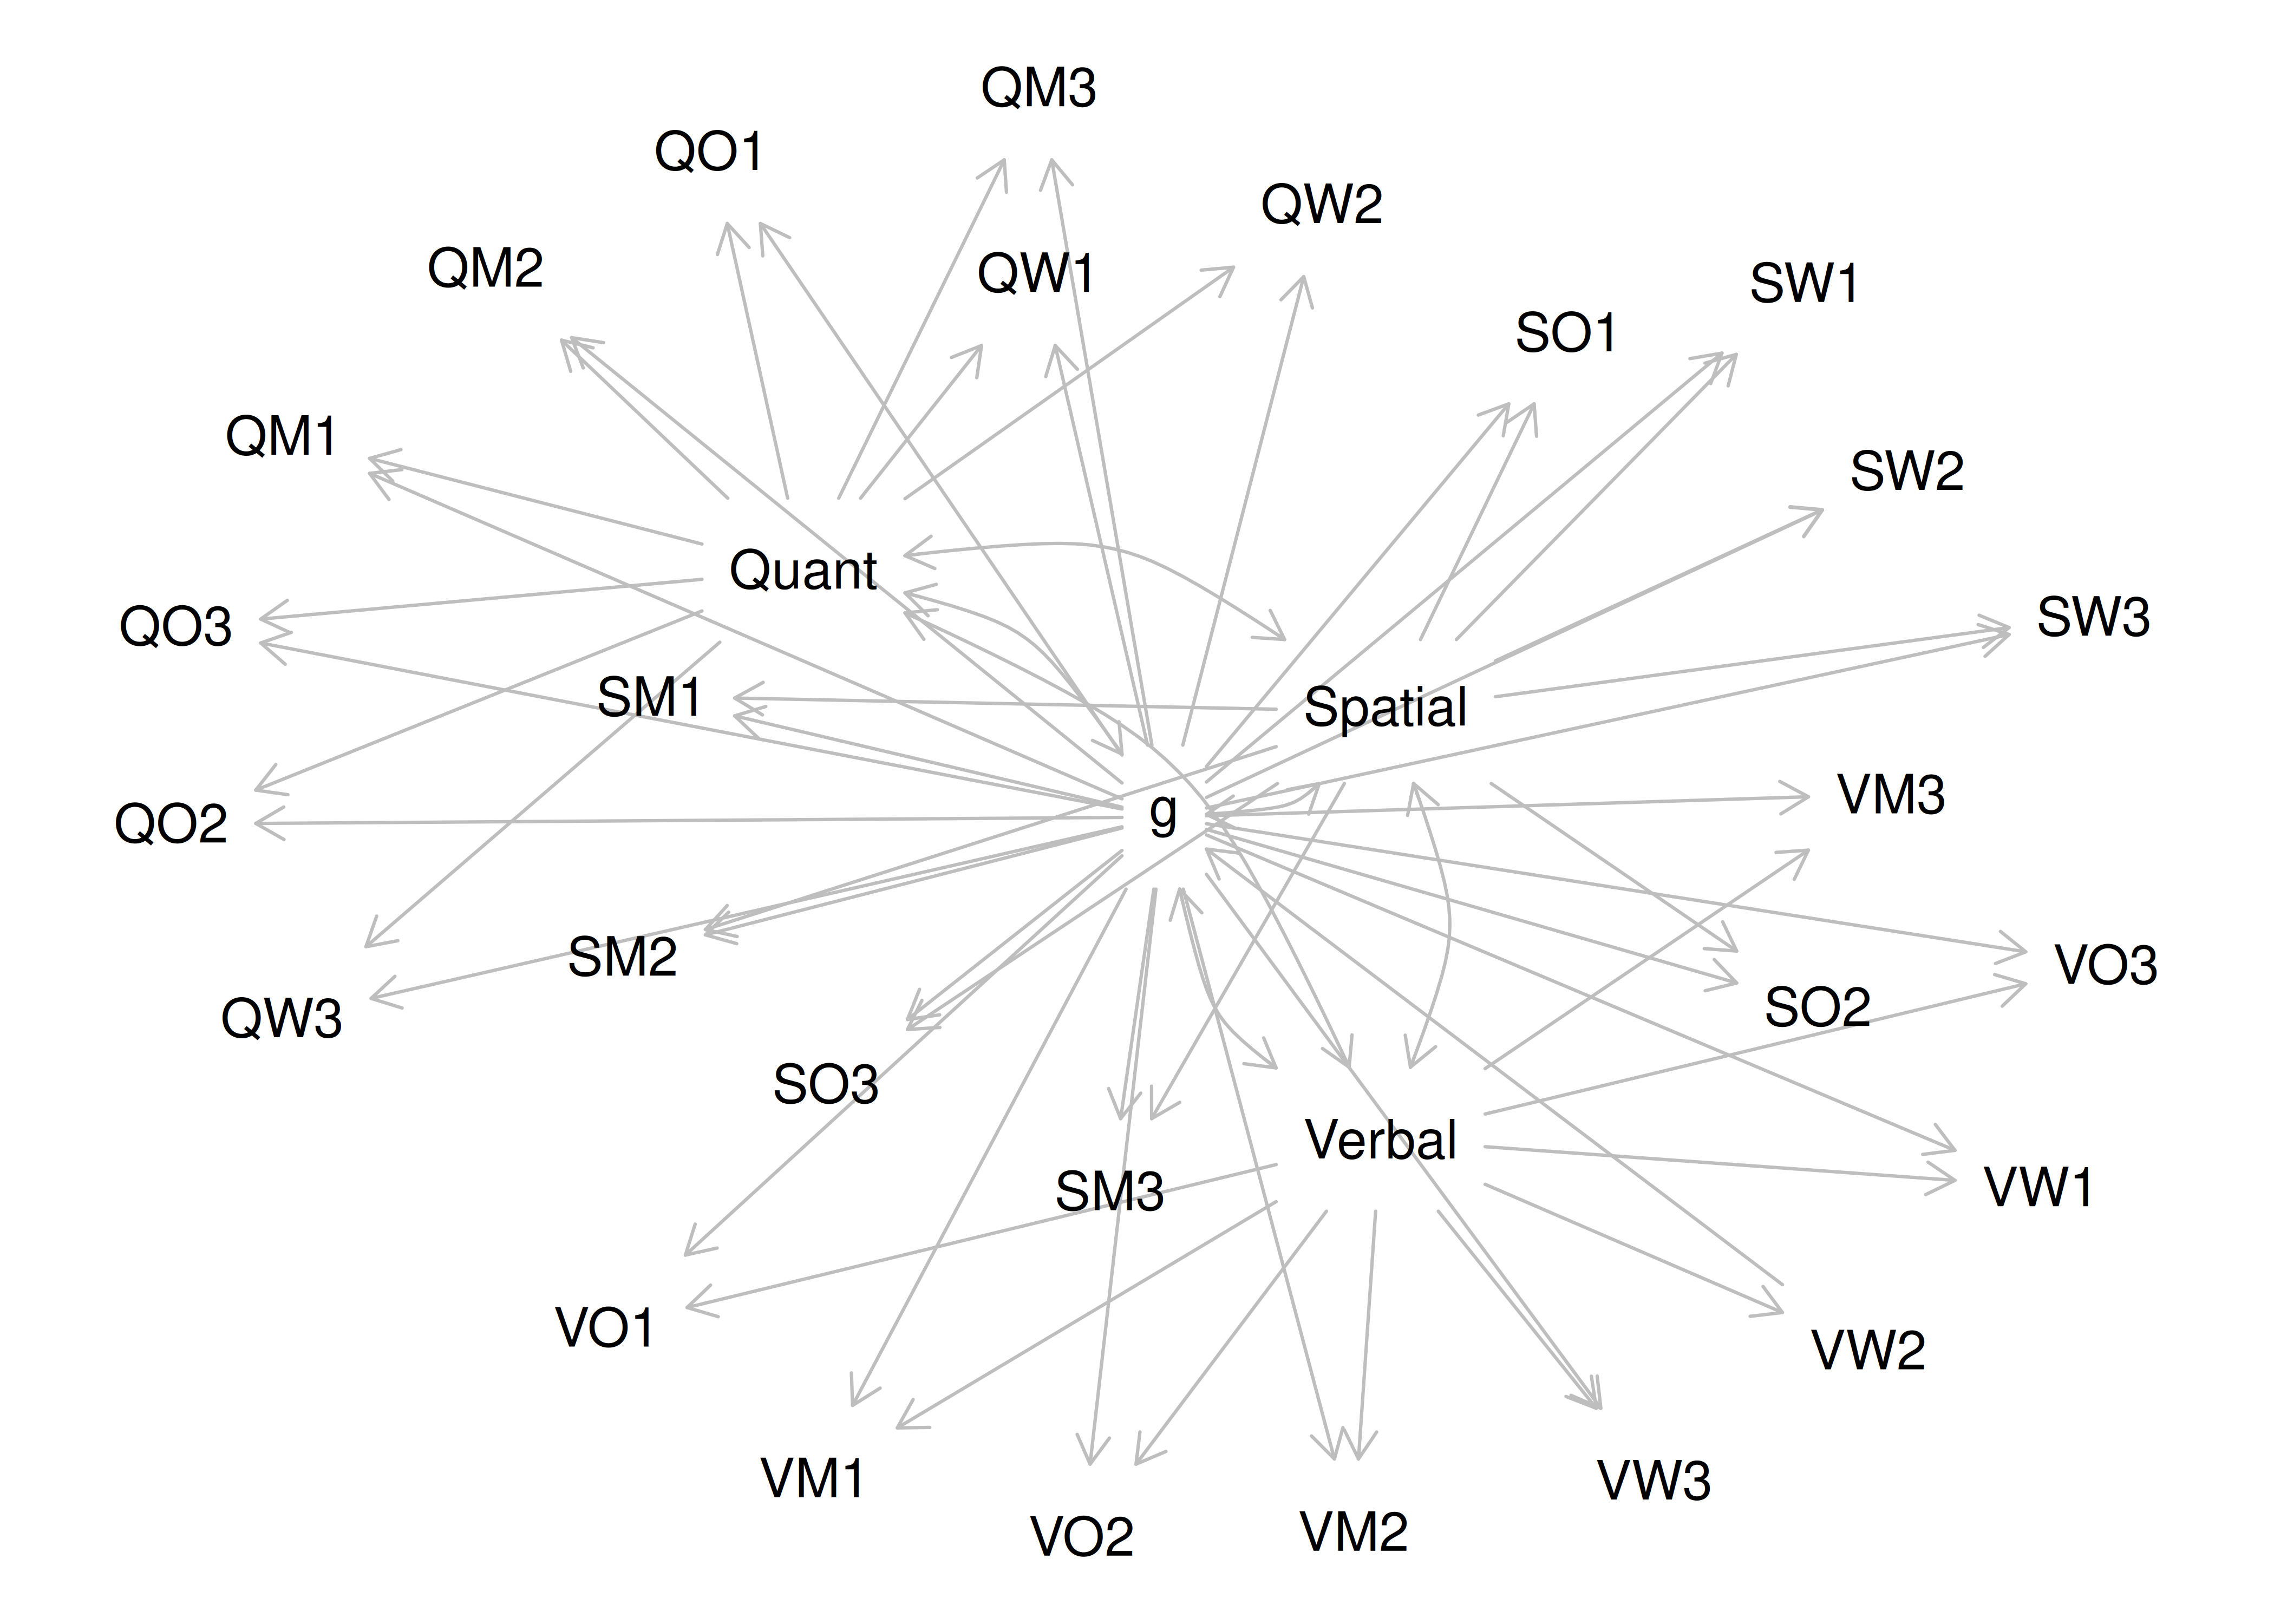 QM3
QO1
QW2
QM2
QW1
SW1
SO1
QM1
SW2
Quant
QO3
SW3
SM1
Spatial
VM3
g
QO2
SM2
VO3
SO2
QW3
SO3
Verbal
SM3
VW1
VO1
VW2
VM1
VW3
VO2
VM2